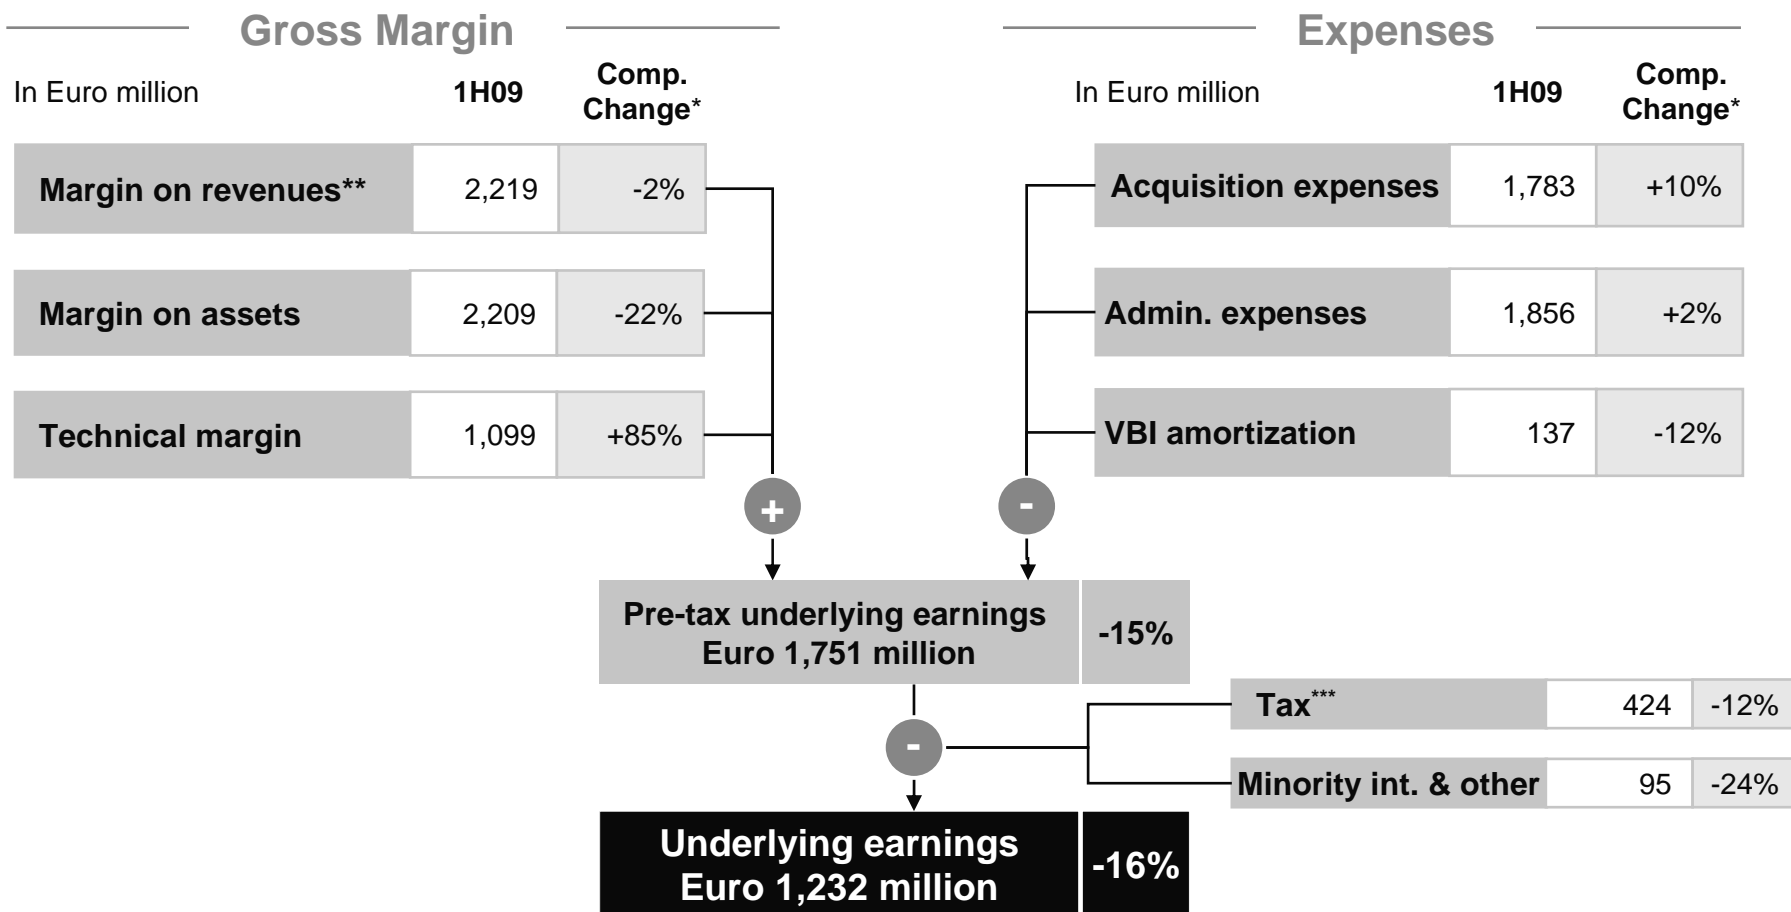 Gross Margin
In Euro million 1H09 Comp. Change*
Margin on revenues** 2,219 -2%
Margin on assets 2,209 -22%
Technical margin 1,099 +85%
+
Expenses
In Euro million 1H09 Comp. Change*
Acquisition expenses 1,783 +10%
Admin. expenses 1,856 +2%
VBI amortization 137 -12%
-
Pre-tax underlying earnings
Euro 1,751 million
-15%
-
Tax*** 424 -12%
Minority int. & other 95 -24%
Underlying earnings
Euro 1,232 million
-16%